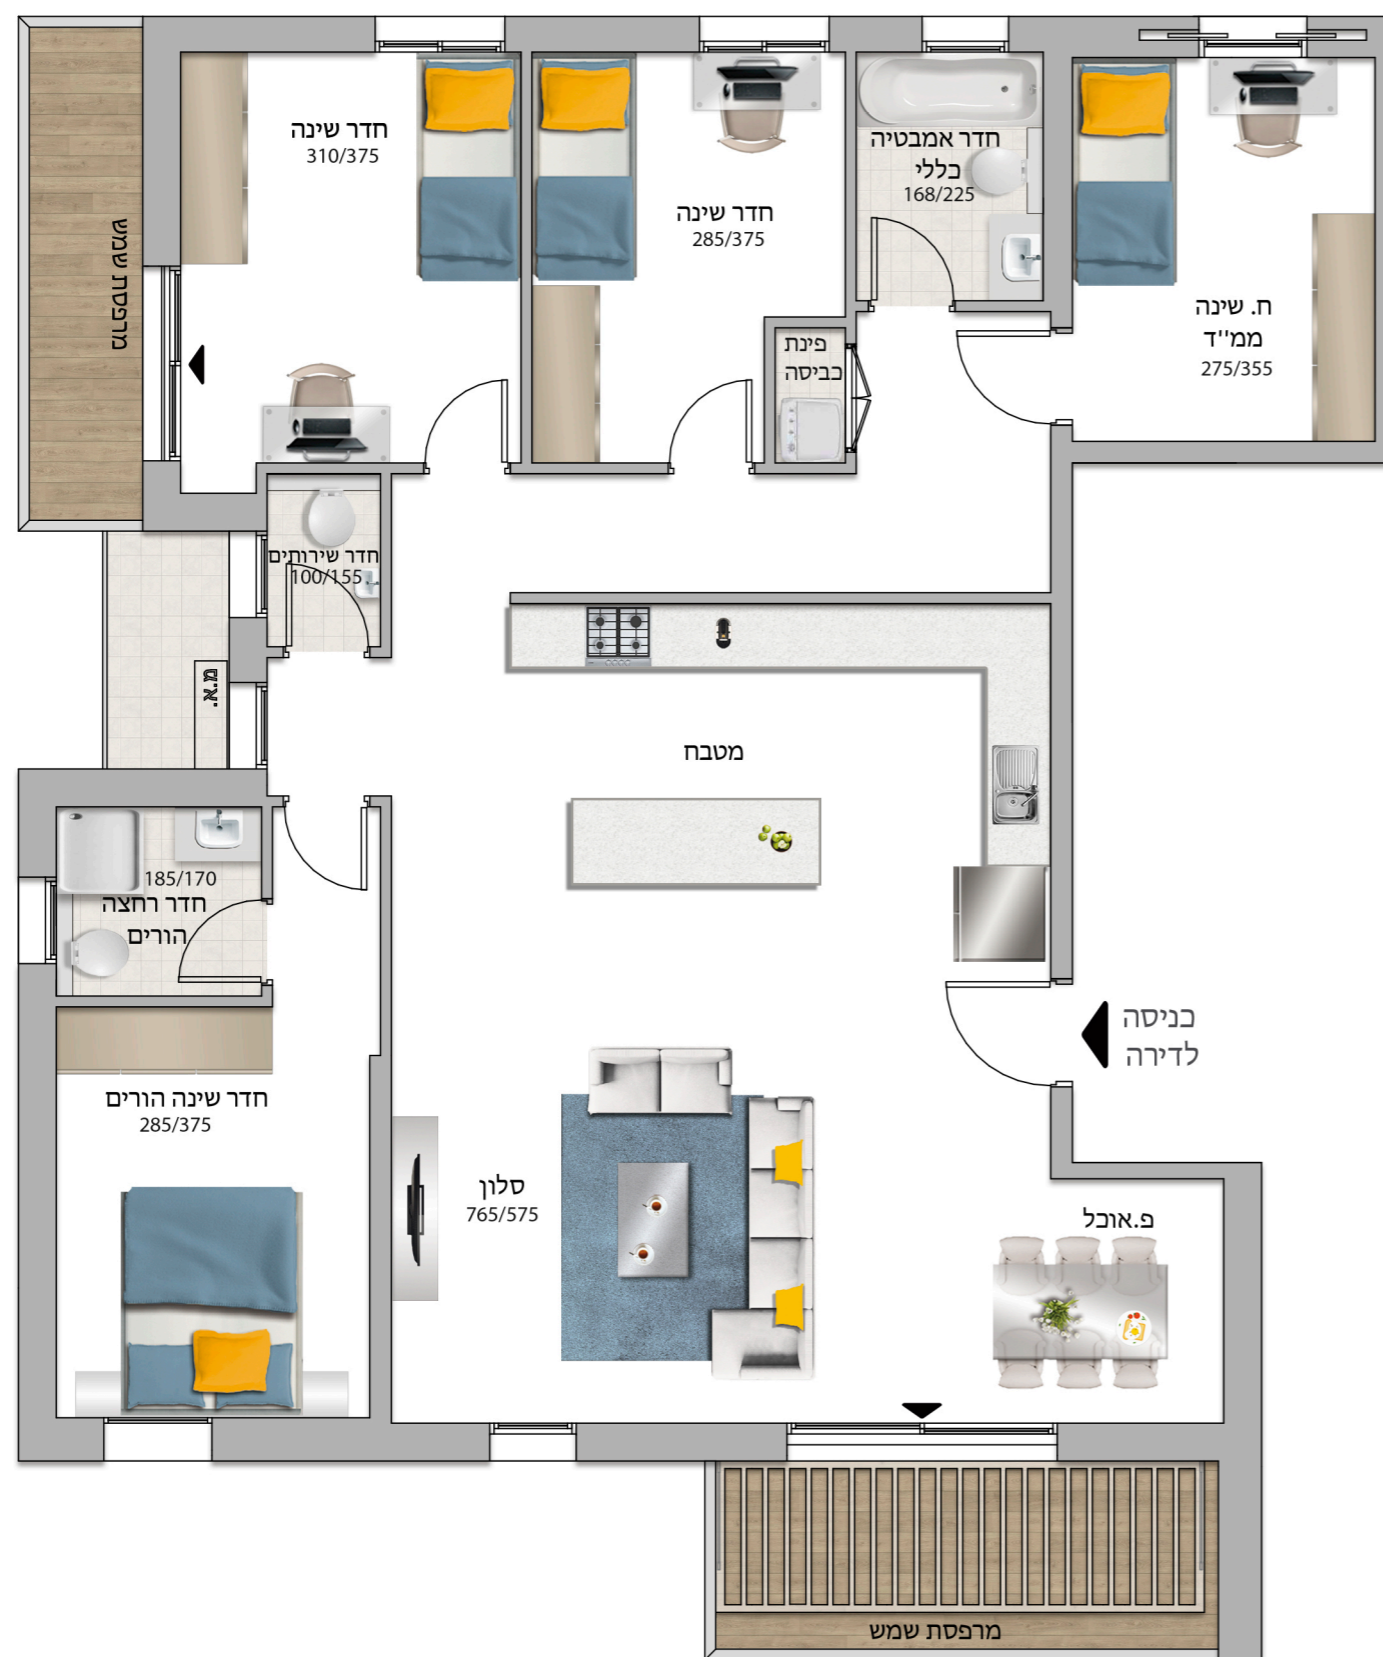 חדר שינה
310/375
חדר שינה
285/375
חדר אמבטיה
כללי
168/225
ח. שינה
ממ''ד
275/355
פינת
כביסה
מרפסת שמש
חדר שירותים
100/155
מטבח
185/170
חדר רחצה
הורים
כניסה
לדירה
חדר שינה הורים
285/375
סלון
765/575
פ.אוכל
מרפסת שמש